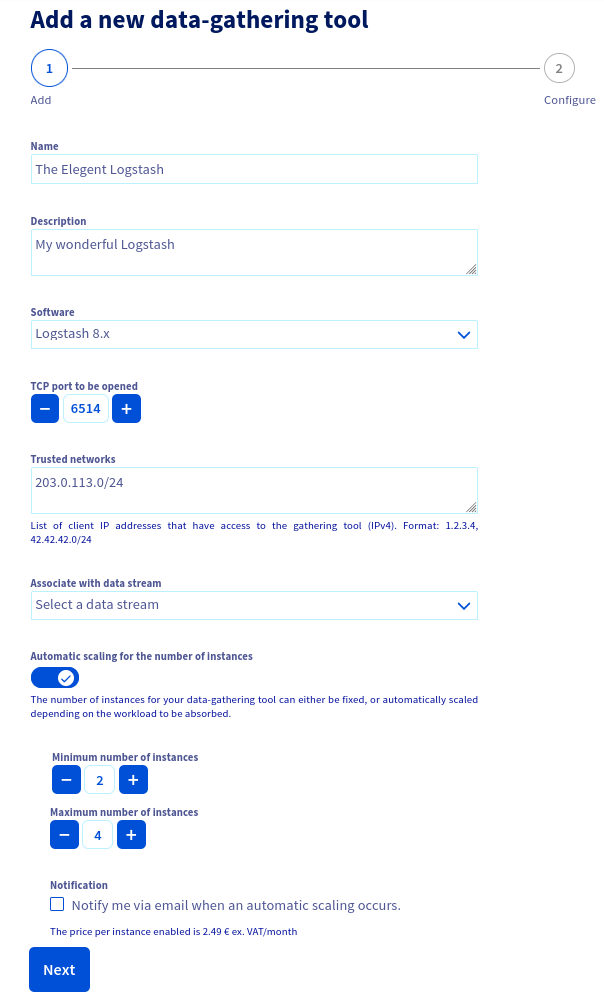 Add a new data-gathering tool
1
2
Add
Configure
Name
The Elegent Logstash
Description
My wonderful Logstash
Software
Logstash 8.x
TCP port to be opened
− 6514 +
Trusted networks
203.0.113.0/24
List of client IP addresses that have access to the gathering tool (IPv4). Format: 1.2.3.4,
42.42.42.0/24
Associate with data stream
Select a data stream
Automatic scaling for the number of instances
The number of instances for your data-gathering tool can either be fixed, or automatically scaled
depending on the workload to be absorbed.
Minimum number of instances
− 2 +
Maximum number of instances
− 4 +
Notification
Notify me via email when an automatic scaling occurs.
The price per instance enabled is 2.49 € ex. VAT/month
Next